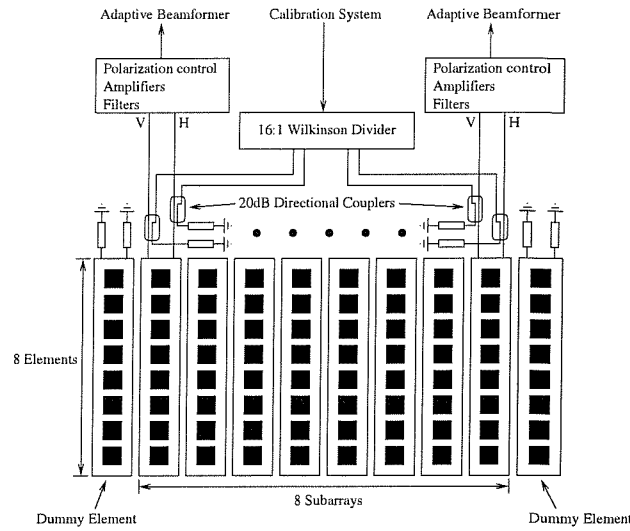 Adaptive Beamformer
Calibration System
Adaptive Beamformer
Polarization control
Amplifiers
Filters
Polarization control
Amplifiers
Filters
V
H
16:1 Wilkinson Divider
V
H
20dB Directional Couplers
8 Elements
8 Subarrays
Dummy Element
Dummy Element